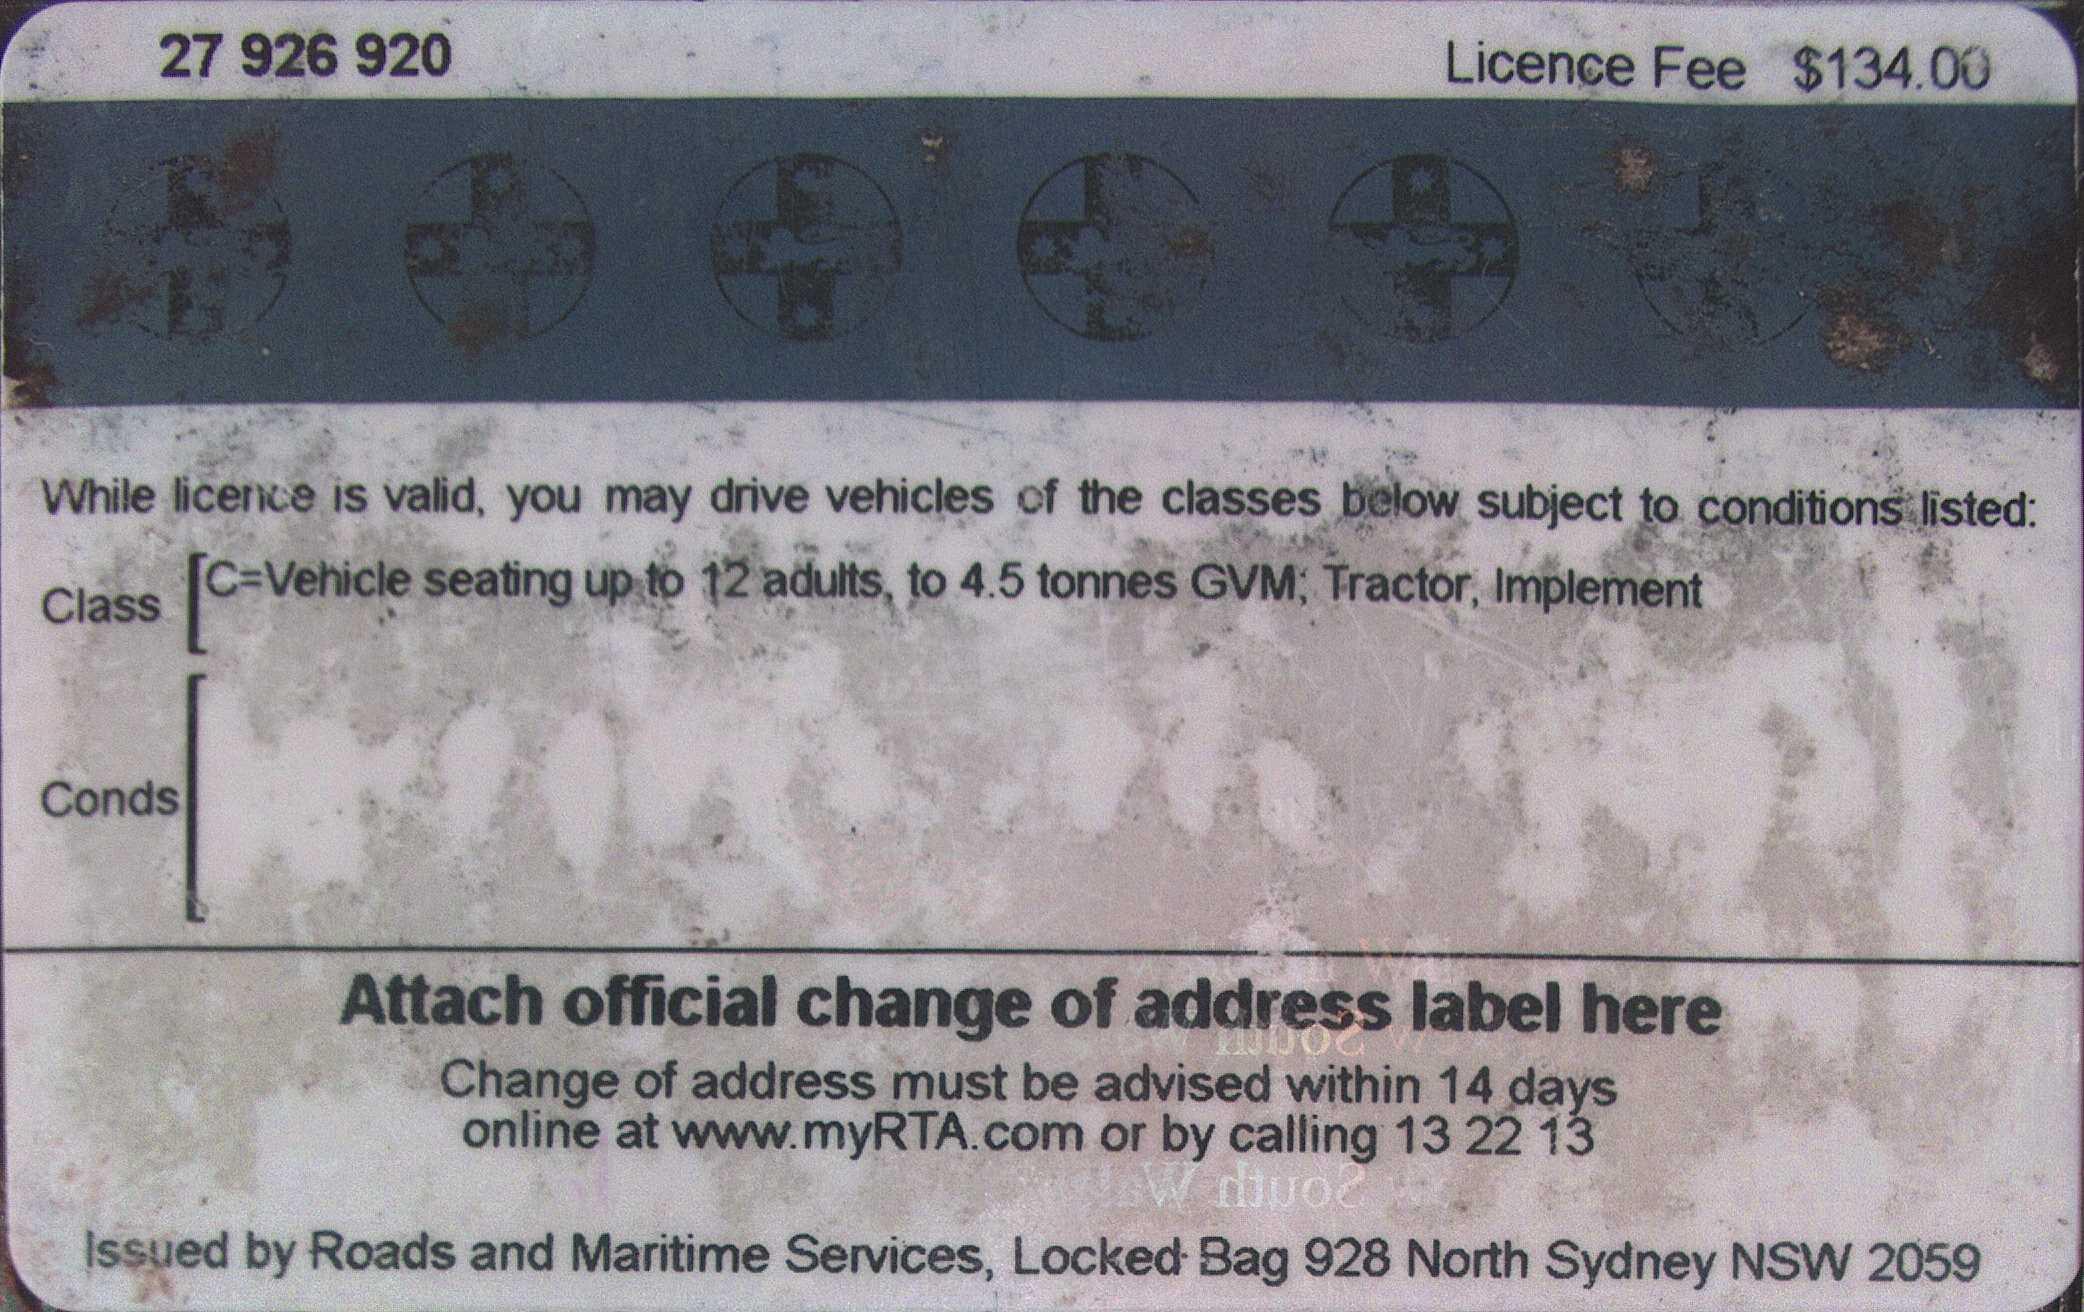 27 926 920
Licence Fee $134.00
While licence is valid, you may drive vehicles of the classes below subject to conditions listed:
Class
C=Vehicle seating up to 12 adults, to 4.5 tonnes GVM; Tractor, Implement
Conds
Attach official change of address label here
Change of address must be advised within 14 days
online at www.myRTA.com or by calling 13 22 13
South W
South Wales
Issued by Roads and Maritime Services, Locked Bag 928 North Sydney NSW 2059